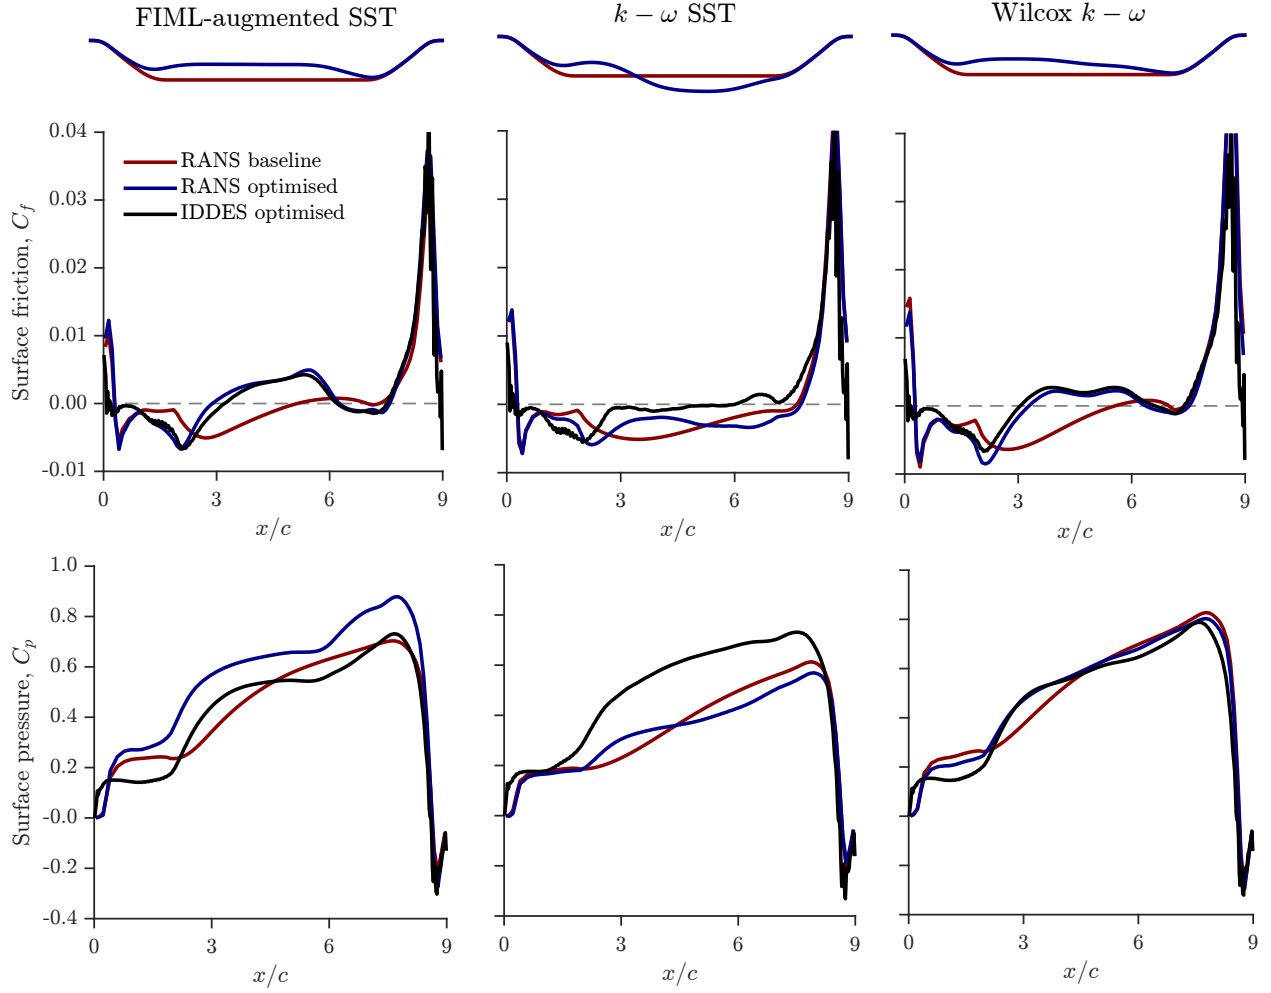 FIML-augmented SST
k − ω SST
Wilcox k − ω
0.04
0.03
0.02
0.01
0.00
-0.01
Surface friction, C_f
RANS baseline
RANS optimised
IDDES optimised
0 3 6 9
x/c
0 3 6 9
x/c
0 3 6 9
x/c
1.0
0.8
0.6
0.4
0.2
-0.0
-0.2
-0.4
Surface pressure, C_p
0 3 6 9
x/c
0 3 6 9
x/c
0 3 6 9
x/c